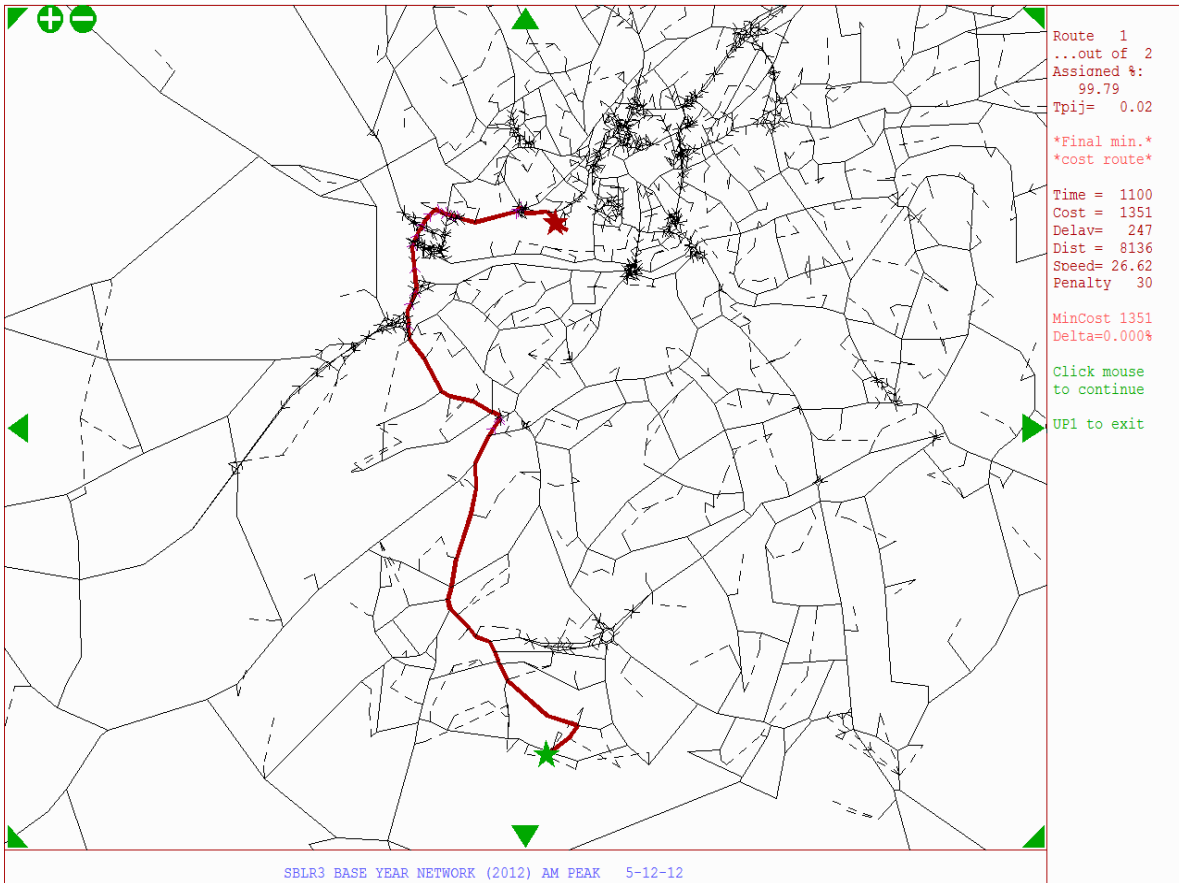 Route 1
...out of 2
Assigned %:
99.79
Tpij= 0.02
*Final min.*
*cost route*
Time = 1100
Cost = 1351
Delay= 247
Dist = 8136
Speed= 26.62
Penalty 30
MinCost 1351
Delta=0.000%
Click mouse
to continue
UP1 to exit
SBLR3 BASE YEAR NETWORK (2012) AM PEAK 5-12-12